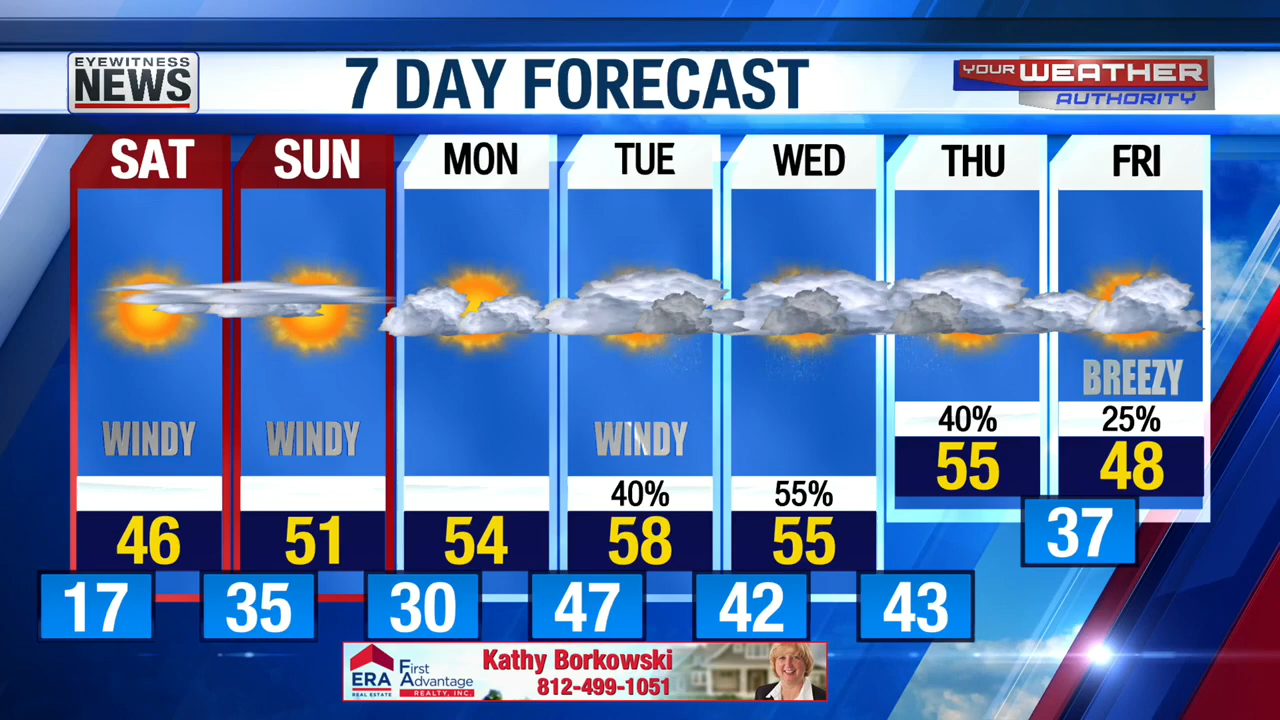 EYEWITNESS
NEWS
7 DAY FORECAST
YOUR WEATHER
AUTHORITY
SAT SUN MON TUE WED THU FRI
BREEZY
WINDY WINDY WINDY
40% 25%
55 48
40% 55%
46 51 54 58 55
37
17 35 30 47 42 43
ERA
REAL ESTATE
First
Advantage
REALTY, INC.
Kathy Borkowski
812-499-1051